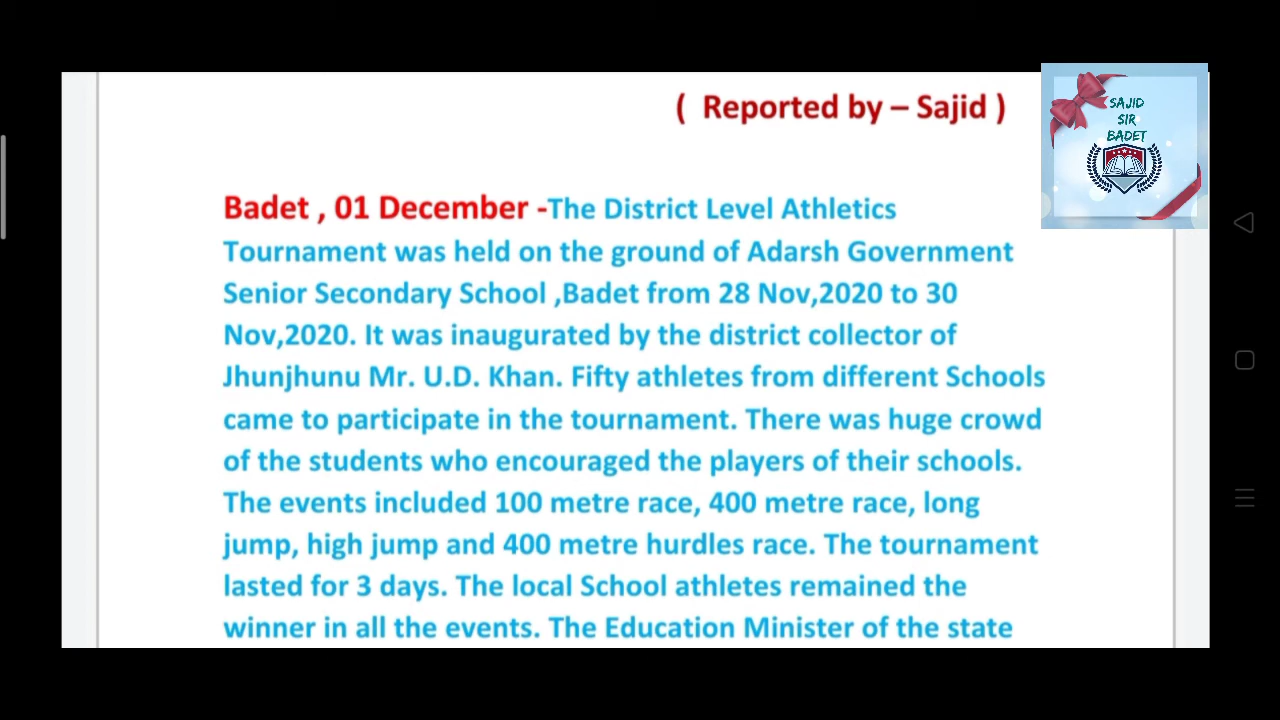 ( Reported by – Sajid )
SAJID
SIR
BADET
Badet , 01 December -The District Level Athletics
Tournament was held on the ground of Adarsh Government
Senior Secondary School ,Badet from 28 Nov,2020 to 30
Nov,2020. It was inaugurated by the district collector of
Jhunjhunu Mr. U.D. Khan. Fifty athletes from different Schools
came to participate in the tournament. There was huge crowd
of the students who encouraged the players of their schools.
The events included 100 metre race, 400 metre race, long
jump, high jump and 400 metre hurdles race. The tournament
lasted for 3 days. The local School athletes remained the
winner in all the events. The Education Minister of the state